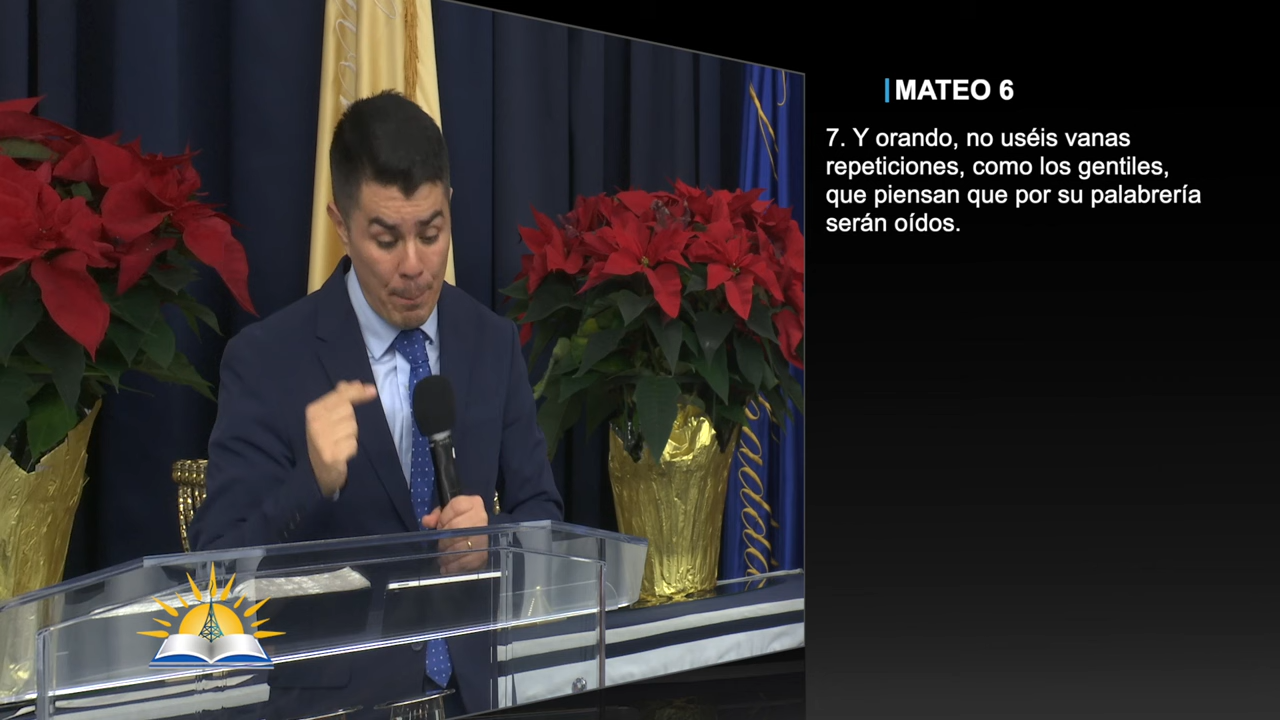 MATEO 6
7. Y orando, no uséis vanas
repeticiones, como los gentiles,
que piensan que por su palabrería
serán oídos.